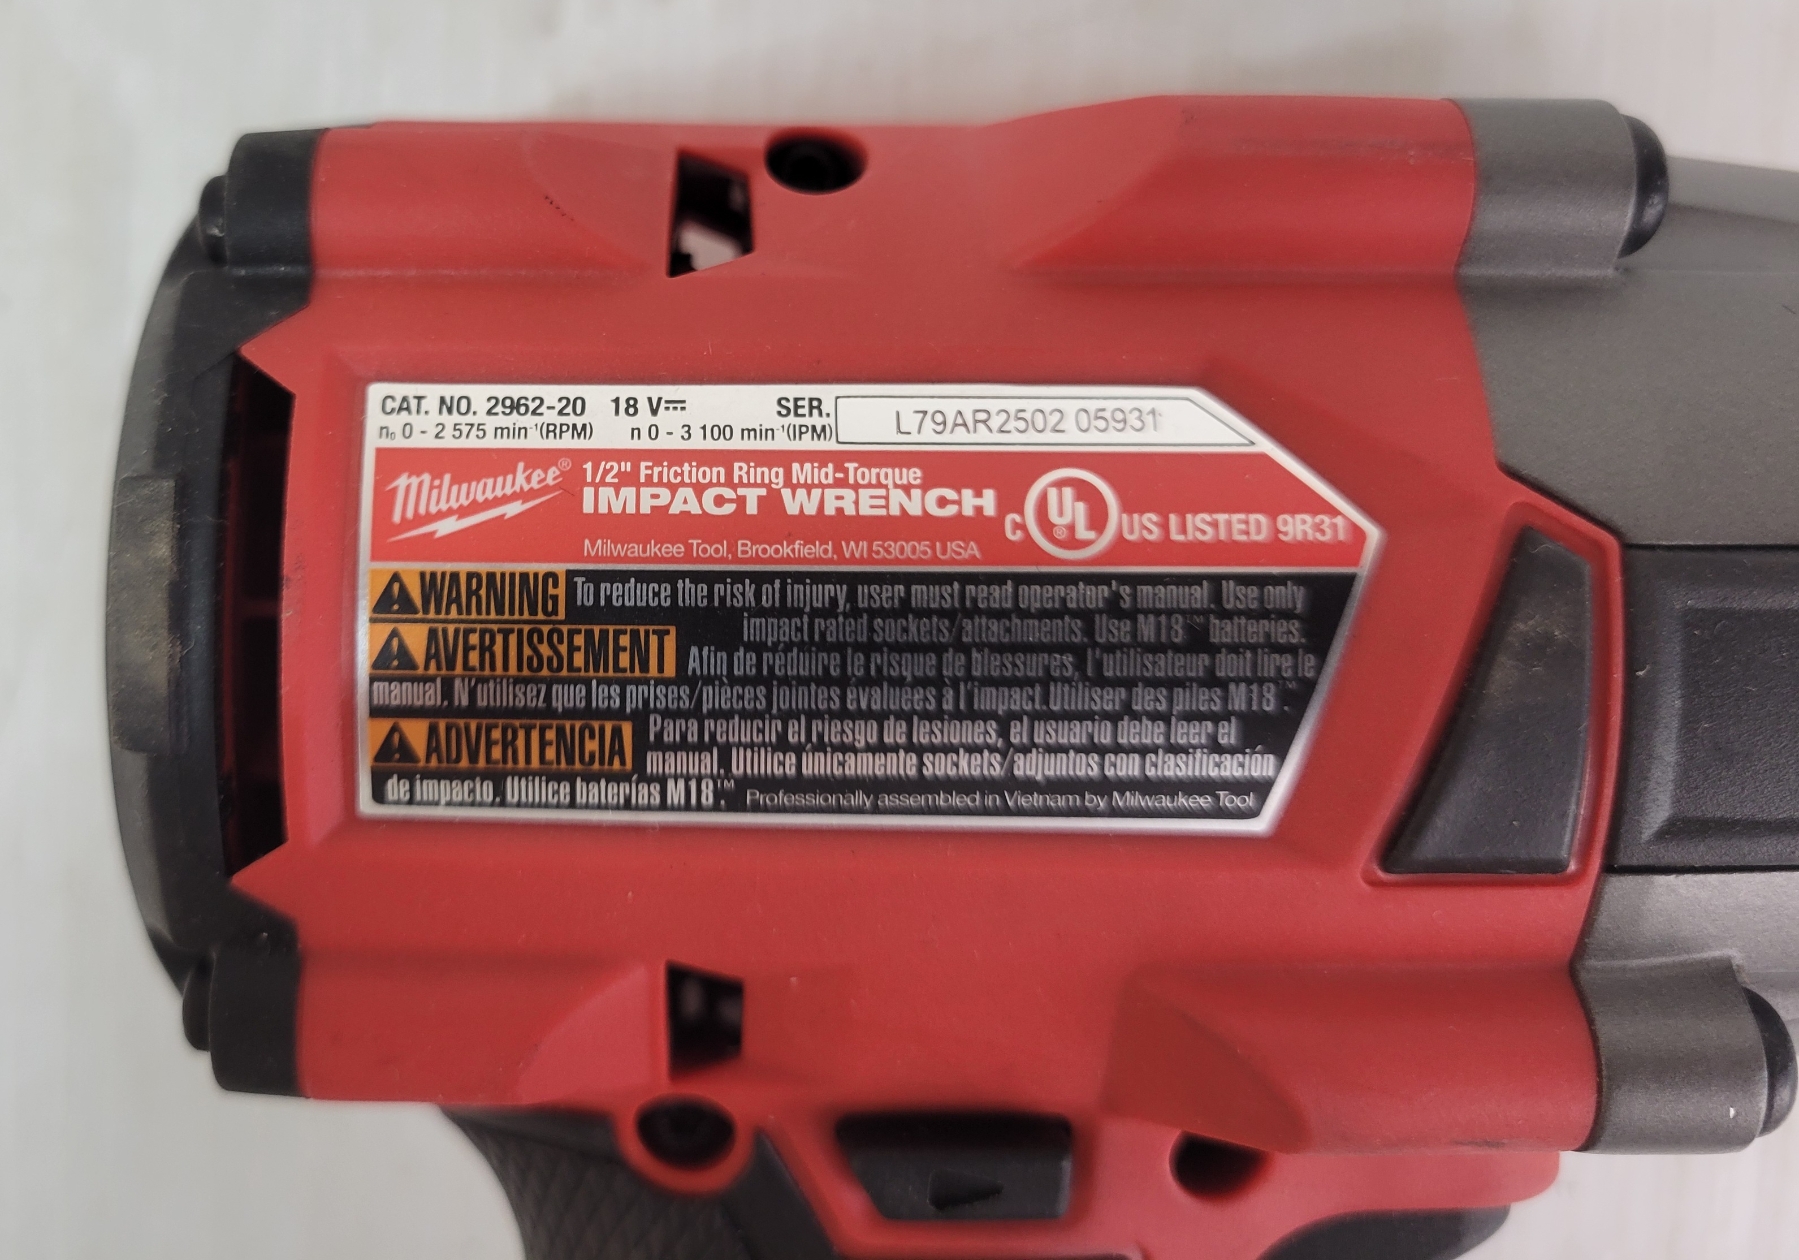 CAT. NO. 2962-20 18 V⎓ SER. L79AR2502 05931
n₀ 0 - 2 575 min⁻¹(RPM) n 0 - 3 100 min⁻¹(IPM)
Milwaukee® 1/2" Friction Ring Mid-Torque
IMPACT WRENCH
C UL® US LISTED 9R31
Milwaukee Tool, Brookfield, WI 53005 USA
WARNING To reduce the risk of injury, user must read operator's manual. Use only
impact rated sockets/attachments. Use M18™ batteries.
AVERTISSEMENT Afin de réduire le risque de blessures, l'utilisateur doit lire le
manual. N'utilisez que les prises/pièces jointes évaluées à l'impact. Utiliser des piles M18™.
ADVERTENCIA Para reducir el riesgo de lesiones, el usuario debe leer el
manual. Utilice únicamente sockets/adjuntos con clasificación
de impacto. Utilice baterías M18™. Professionally assembled in Vietnam by Milwaukee Tool